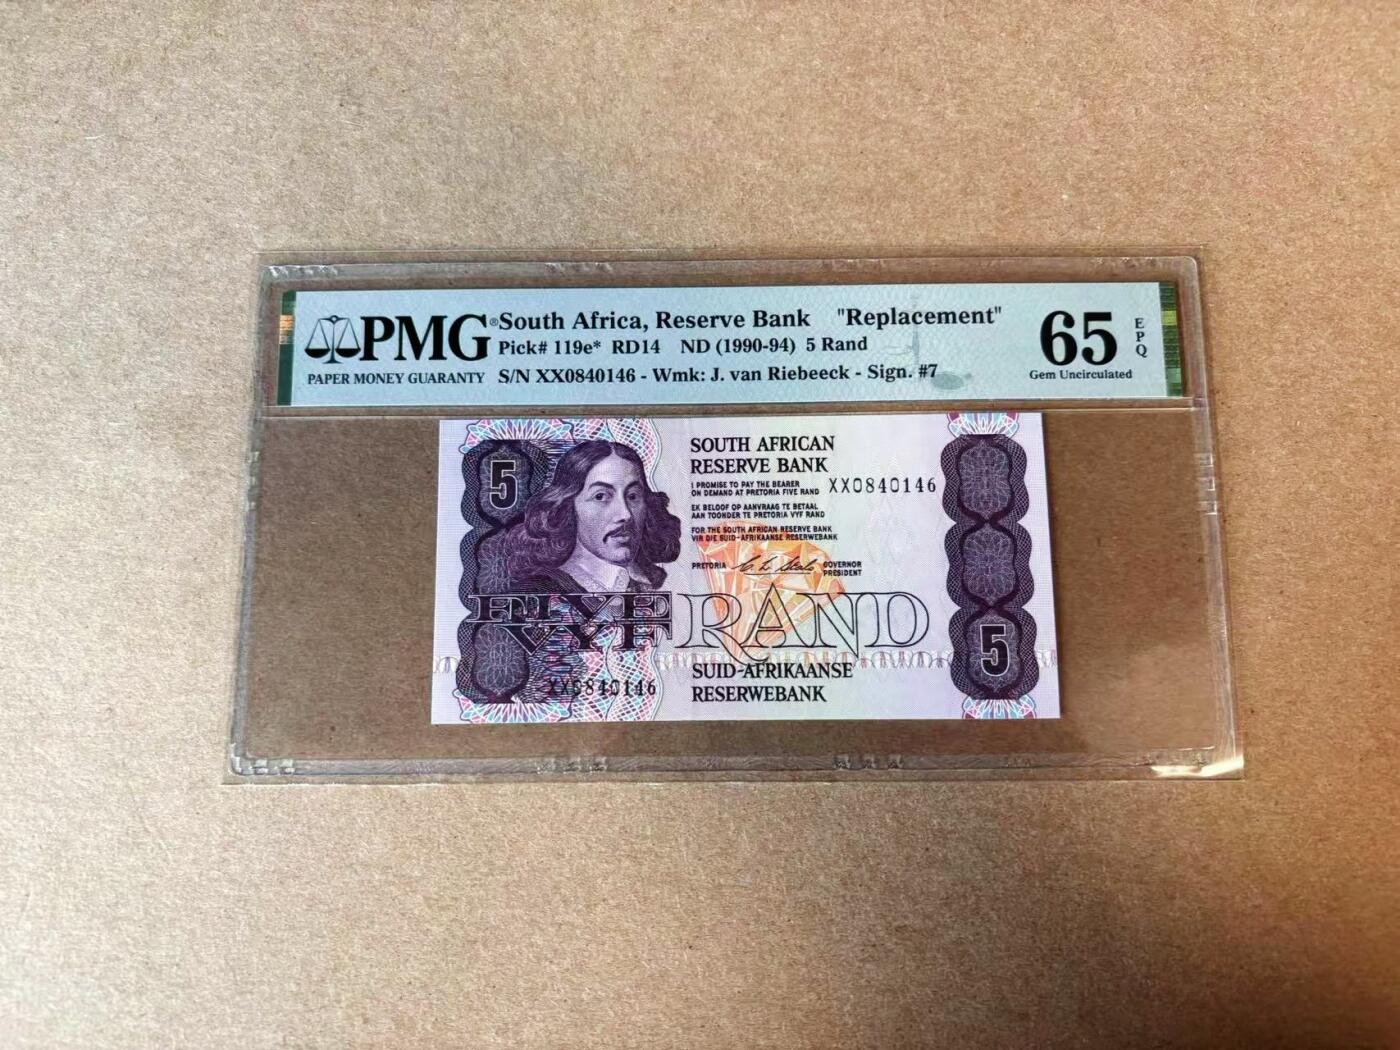 PMG®
PAPER MONEY GUARANTY
South Africa, Reserve Bank "Replacement"
Pick# 119e* RD14 ND (1990-94) 5 Rand
S/N XX0840146 - Wmk: J. van Riebeeck - Sign. #7
65
EPQ
Gem Uncirculated
5
SOUTH AFRICAN
RESERVE BANK
I PROMISE TO PAY THE BEARER
ON DEMAND AT PRETORIA FIVE RAND
XX0840146
EK BELOOF OP AANVRAAG TE BETAAL
AAN TOONDER TE PRETORIA VYF RAND
FOR THE SOUTH AFRICAN RESERVE BANK
VIR DIE SUID-AFRIKAANSE RESERWEBANK
PRETORIA
GOVERNOR
PRESIDENT
FIVE
VYF
RAND
5
SUID-AFRIKAANSE
RESERWEBANK
XX0840146